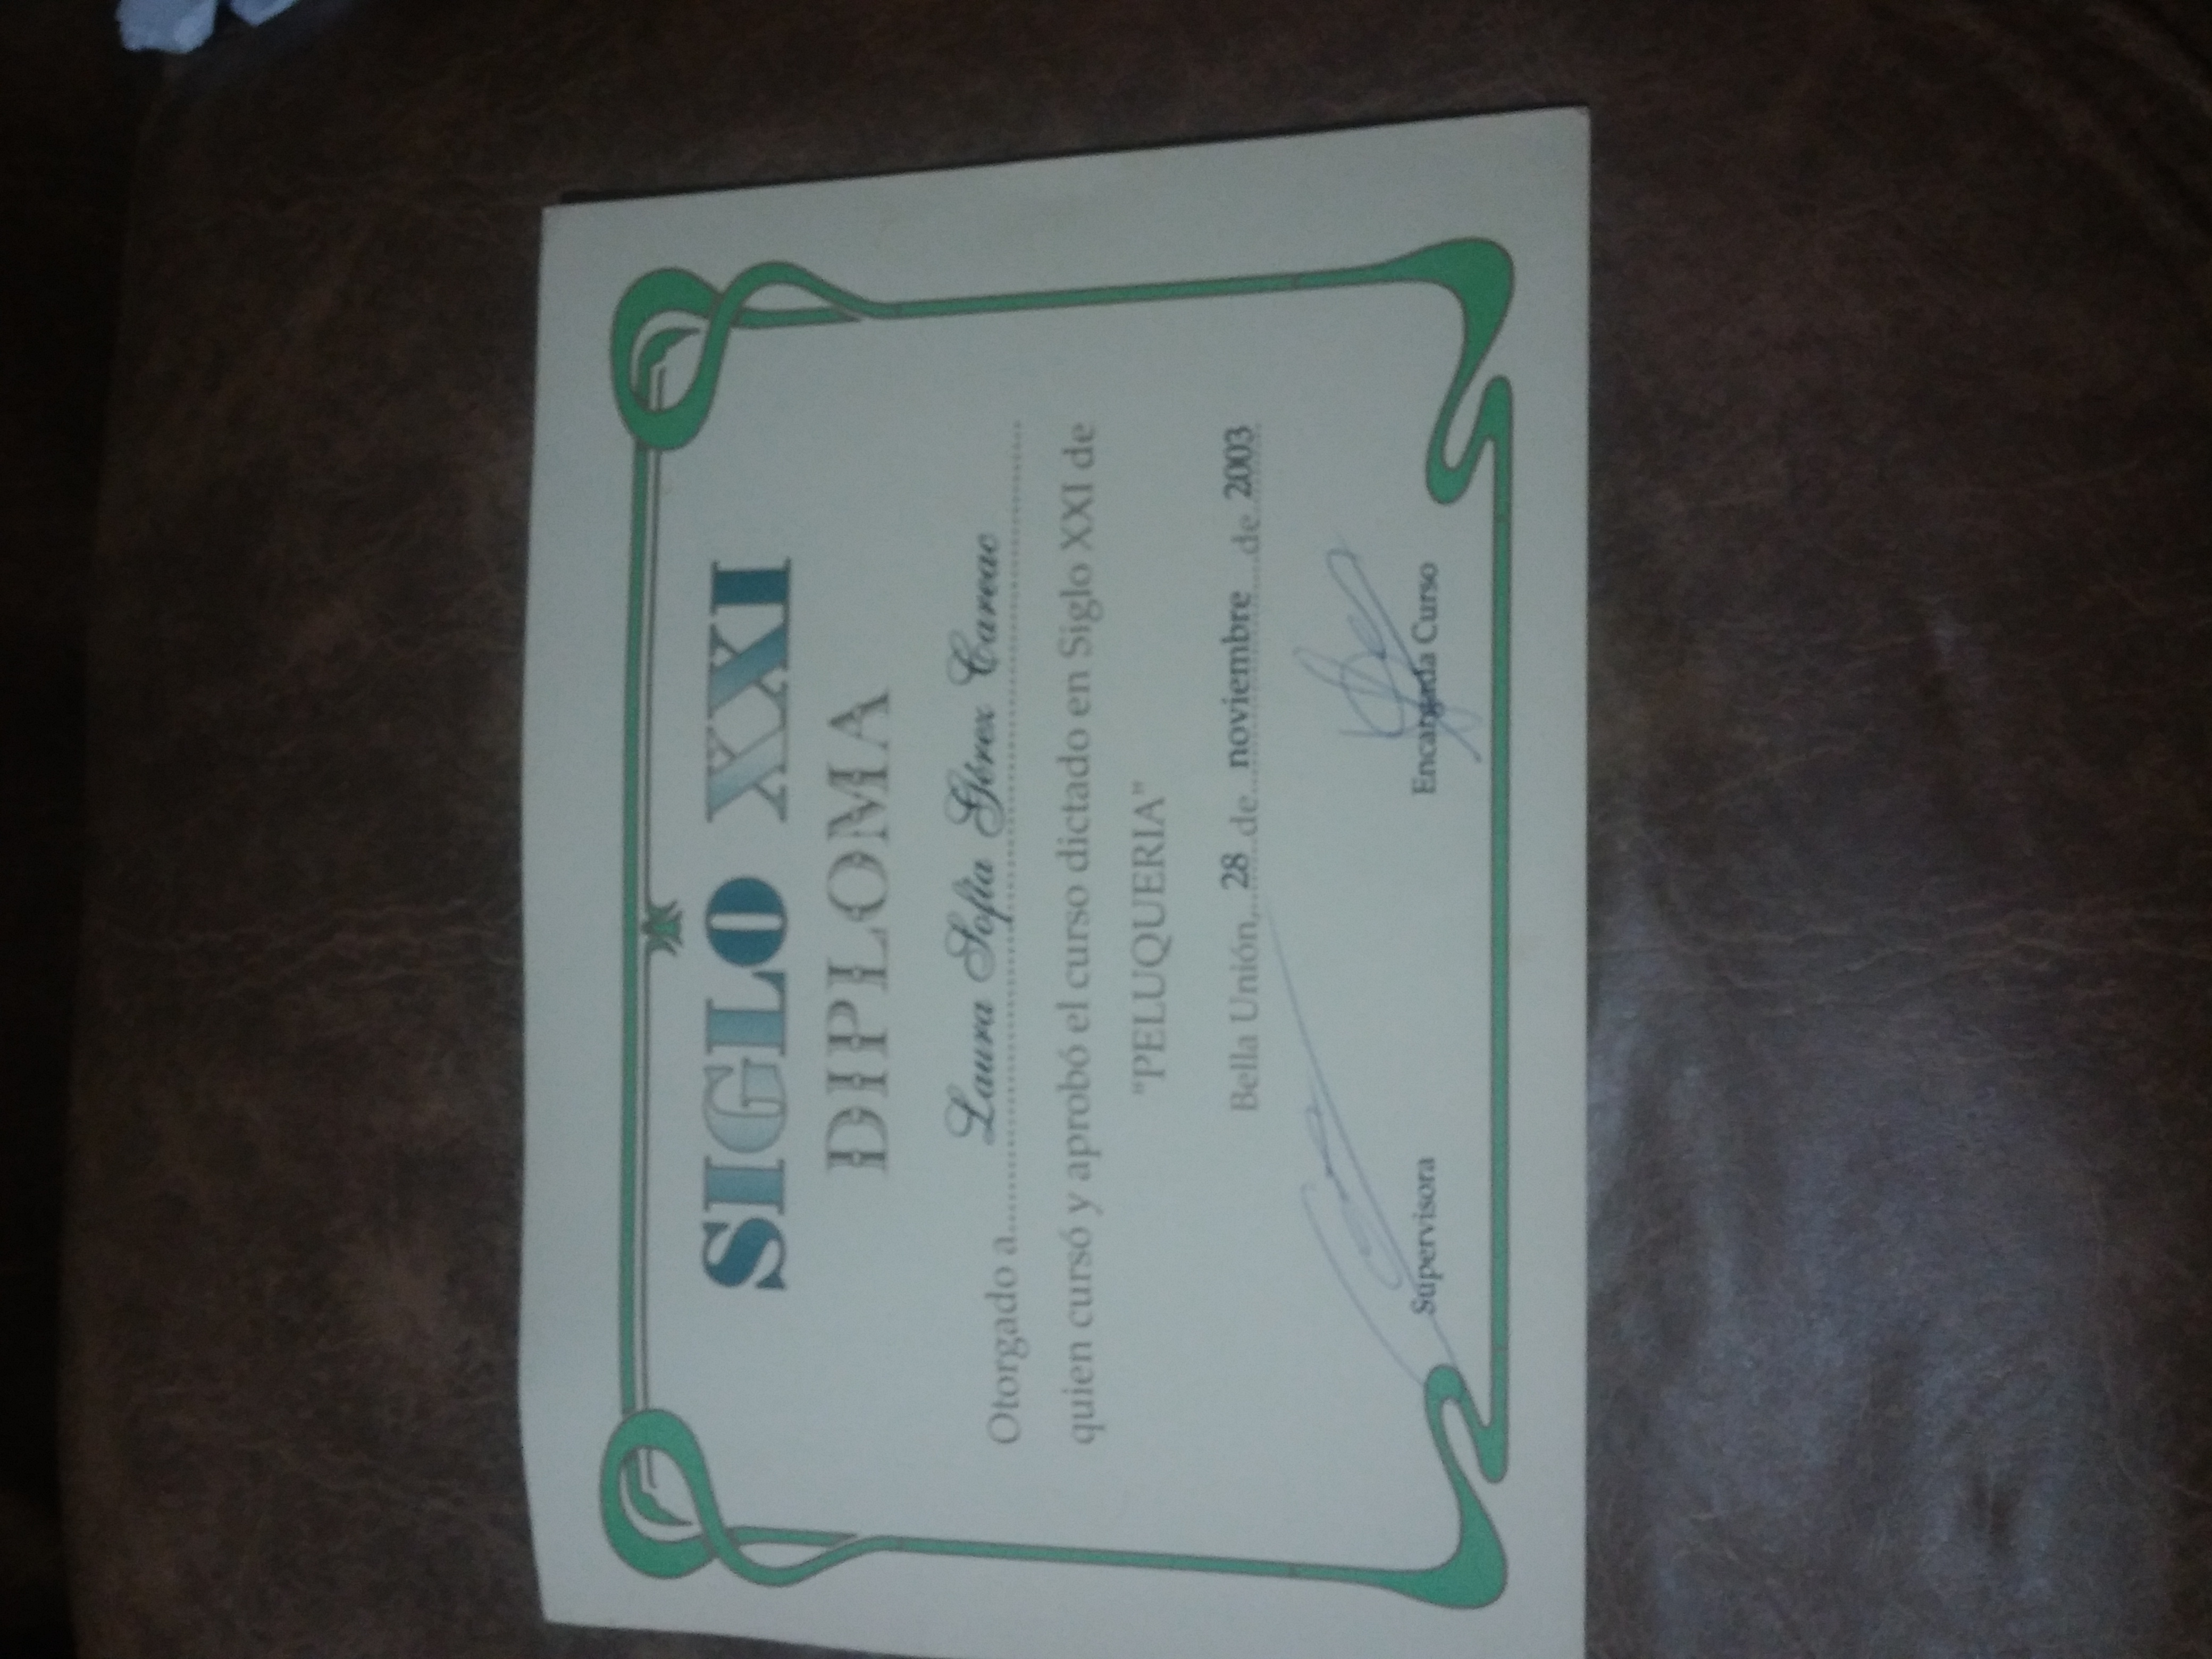 SIGLO XXI
DIPLOMA
Otorgado a Laura Sofía Gérez Careac
quien cursó y aprobó el curso dictado en Siglo XXI de
"PELUQUERIA"
Bella Unión, 28 de noviembre de 2003
Supervisora Encargada Curso